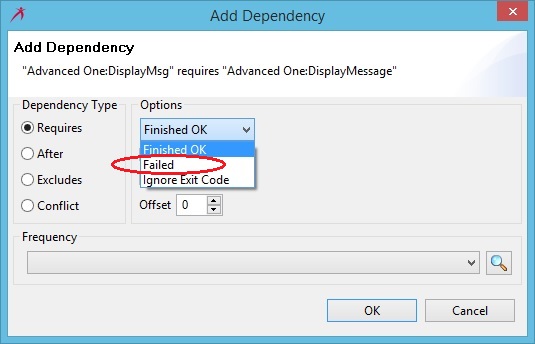 Add Dependency
Add Dependency
"Advanced One:DisplayMsg" requires "Advanced One:DisplayMessage"
Dependency Type
Requires
After
Excludes
Conflict
Options
Finished OK
Finished OK
Failed
Ignore Exit Code
Offset 0
Frequency
OK Cancel